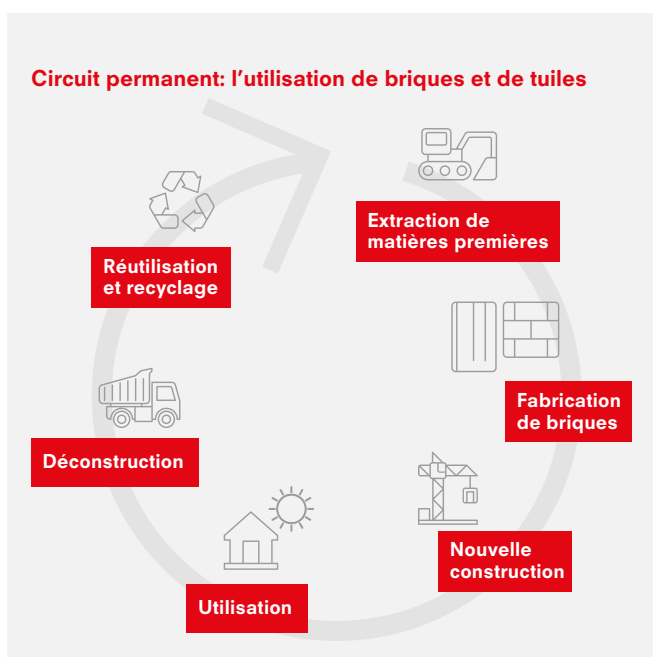 Circuit permanent: l'utilisation de briques et de tuiles
Extraction de
matières premières
Fabrication
de briques
Nouvelle
construction
Utilisation
Déconstruction
Réutilisation
et recyclage